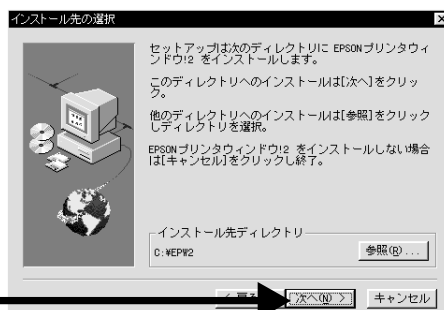 インストール先の選択
セットアップは次のディレクトリに EPSONプリンタウィ
ンドウ!2 をインストールします。
このディレクトリへのインストールは[次へ]をクリッ
ク。
他のディレクトリへのインストールは[参照]をクリック
しディレクトリを選択。
EPSONプリンタウィンドウ!2 をインストールしない場合
は[キャンセル]をクリックし終了。
インストール先ディレクトリ
C:¥EPW2
参照(R)...
次へ(N) >
キャンセル